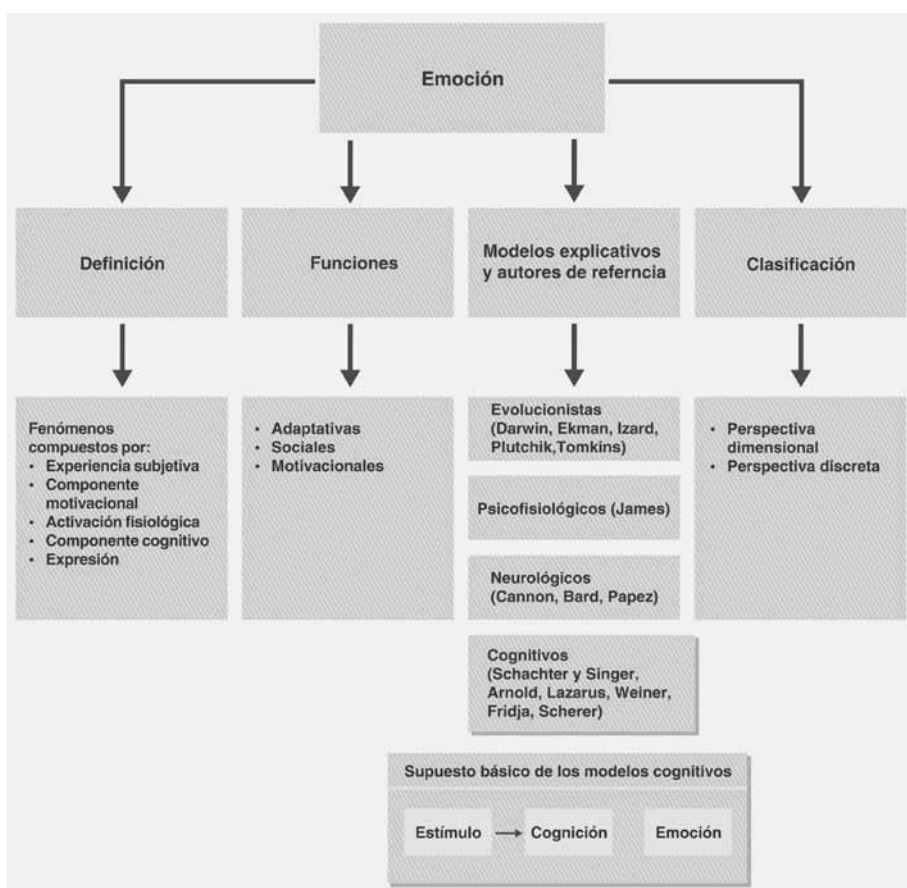 Emoción
Definición
Funciones
Modelos explicativos
y autores de referncia
Clasificación
Fenómenos
compuestos por:
• Experiencia subjetiva
• Componente
motivacional
• Activación fisiológica
• Componente cognitivo
• Expresión
• Adaptativas
• Sociales
• Motivacionales
Evolucionistas
(Darwin, Ekman, Izard,
Plutchik,Tomkins)
Psicofisiológicos (James)
Neurológicos
(Cannon, Bard, Papez)
Cognitivos
(Schachter y Singer,
Arnold, Lazarus, Weiner,
Fridja, Scherer)
• Perspectiva
dimensional
• Perspectiva discreta
Supuesto básico de los modelos cognitivos
Estímulo → Cognición Emoción